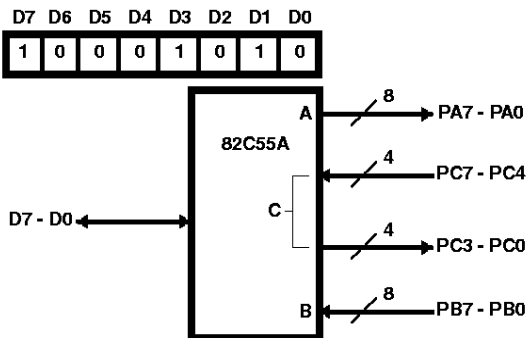 D7 D6 D5 D4 D3 D2 D1 D0
1 0 0 0 1 0 1 0
A 8 PA7 - PA0
82C55A
4 PC7 - PC4
C
D7 - D0
4 PC3 - PC0
8
B PB7 - PB0